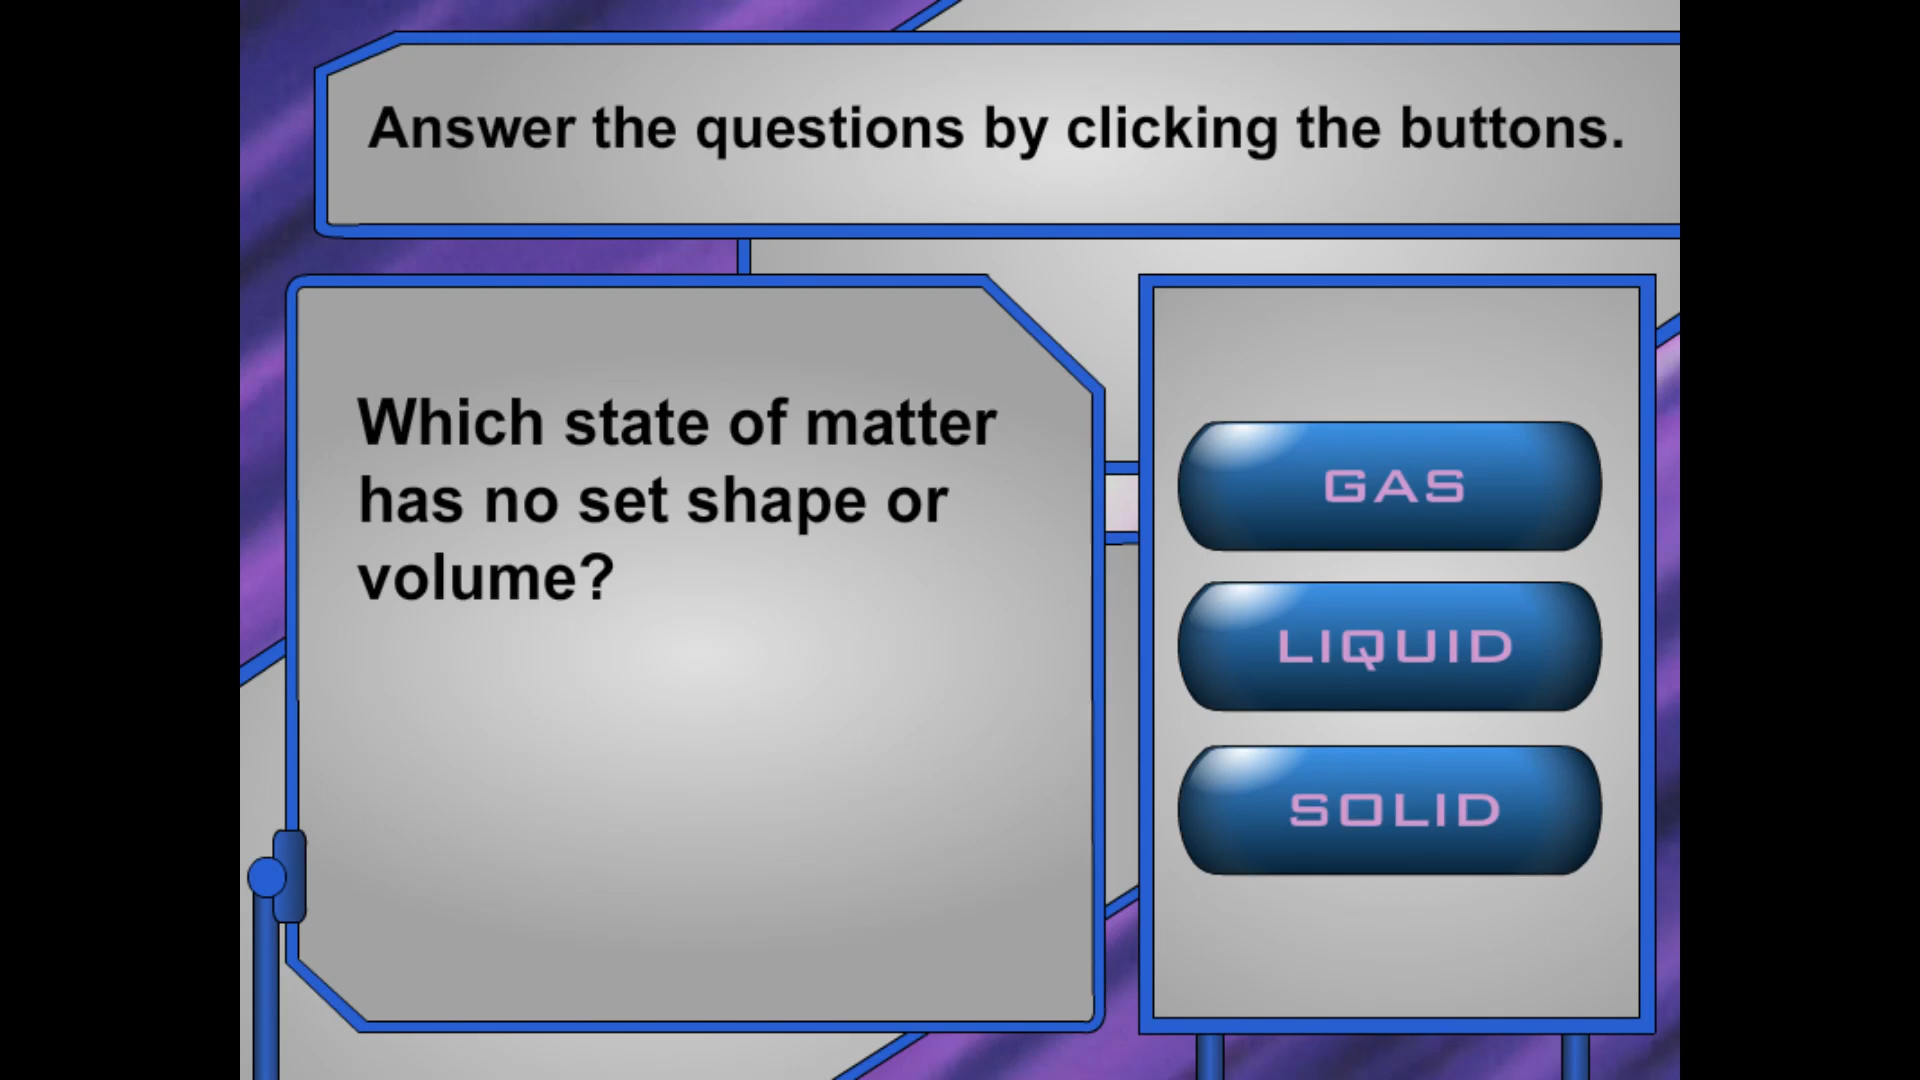 Answer the questions by clicking the buttons.
Which state of matter
has no set shape or
volume?
GAS
LIQUID
SOLID